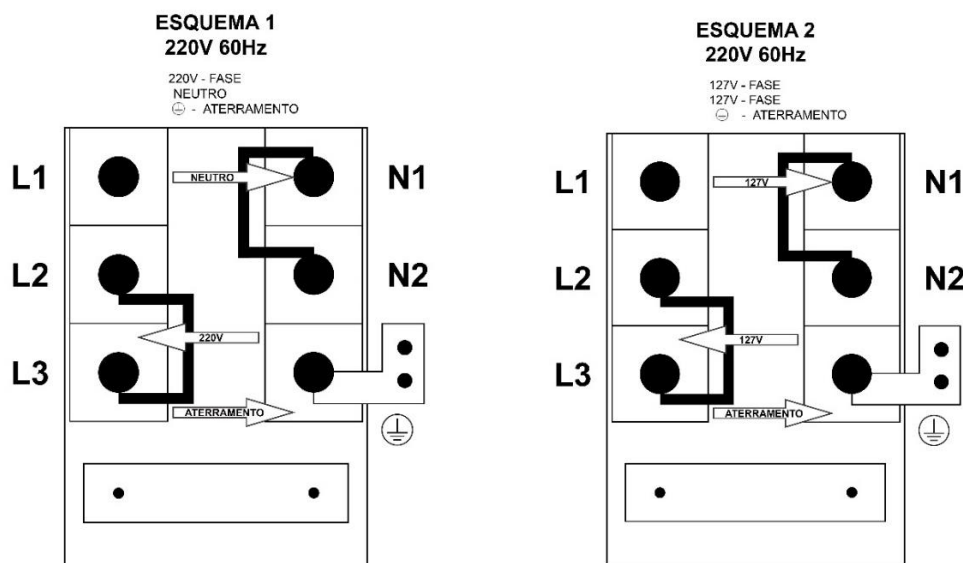 ESQUEMA 1
220V 60Hz
220V - FASE
NEUTRO
⏚ - ATERRAMENTO
L1
NEUTRO
N1
L2
N2
220V
L3
ATERRAMENTO
ESQUEMA 2
220V 60Hz
127V - FASE
127V - FASE
⏚ - ATERRAMENTO
L1
127V
N1
L2
N2
127V
L3
ATERRAMENTO